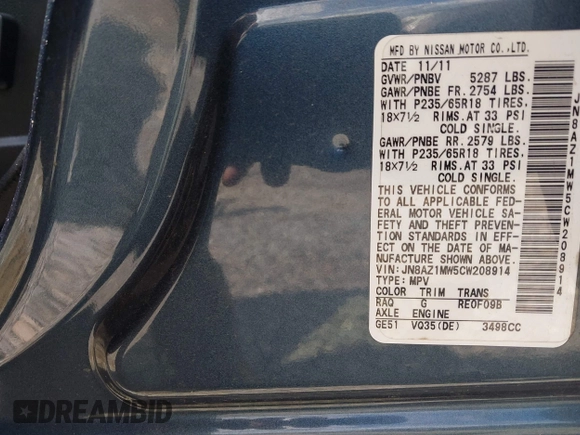 MFD BY NISSAN MOTOR CO.,LTD.
DATE 11/11
GVWR/PNBV 5287 LBS.
GAWR/PNBE FR. 2754 LBS.
WITH P235/65R18 TIRES,
18×7½ RIMS.AT 33 PSI
COLD SINGLE.
GAWR/PNBE RR. 2579 LBS.
WITH P235/65R18 TIRES,
18×7½ RIMS.AT 33 PSI
COLD SINGLE.
THIS VEHICLE CONFORMS
TO ALL APPLICABLE FED-
ERAL MOTOR VEHICLE SA-
FETY AND THEFT PREVEN-
TION STANDARDS IN EFF-
ECT ON THE DATE OF MA-
NUFACTURE SHOWN ABOVE.
VIN:JN8AZ1MW5CW208914
TYPE:MPV
COLOR TRIM TRANS
RAQ G RE0F09B
AXLE ENGINE
GE51 VQ35(DE) 3498CC
JN8AZ1MW5CW208914
DREAMBID